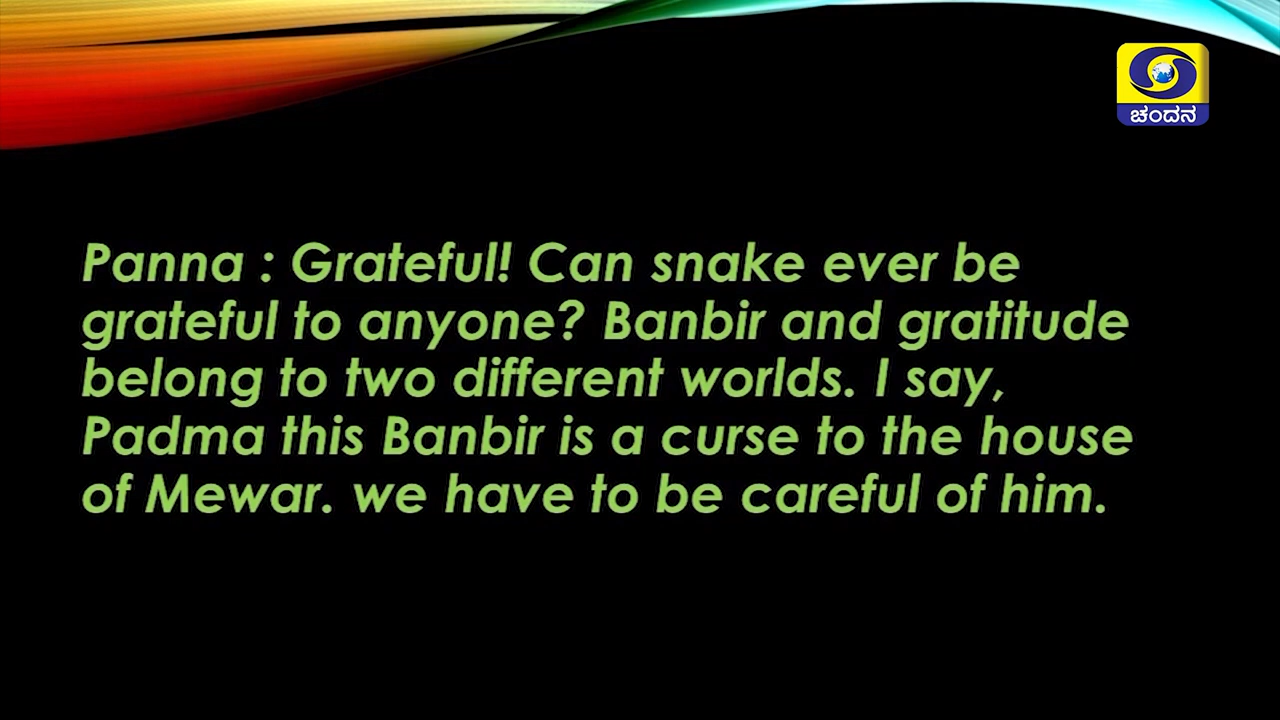 ಚಂದನ
Panna : Grateful! Can snake ever be
grateful to anyone? Banbir and gratitude
belong to two different worlds. I say,
Padma this Banbir is a curse to the house
of Mewar. we have to be careful of him.